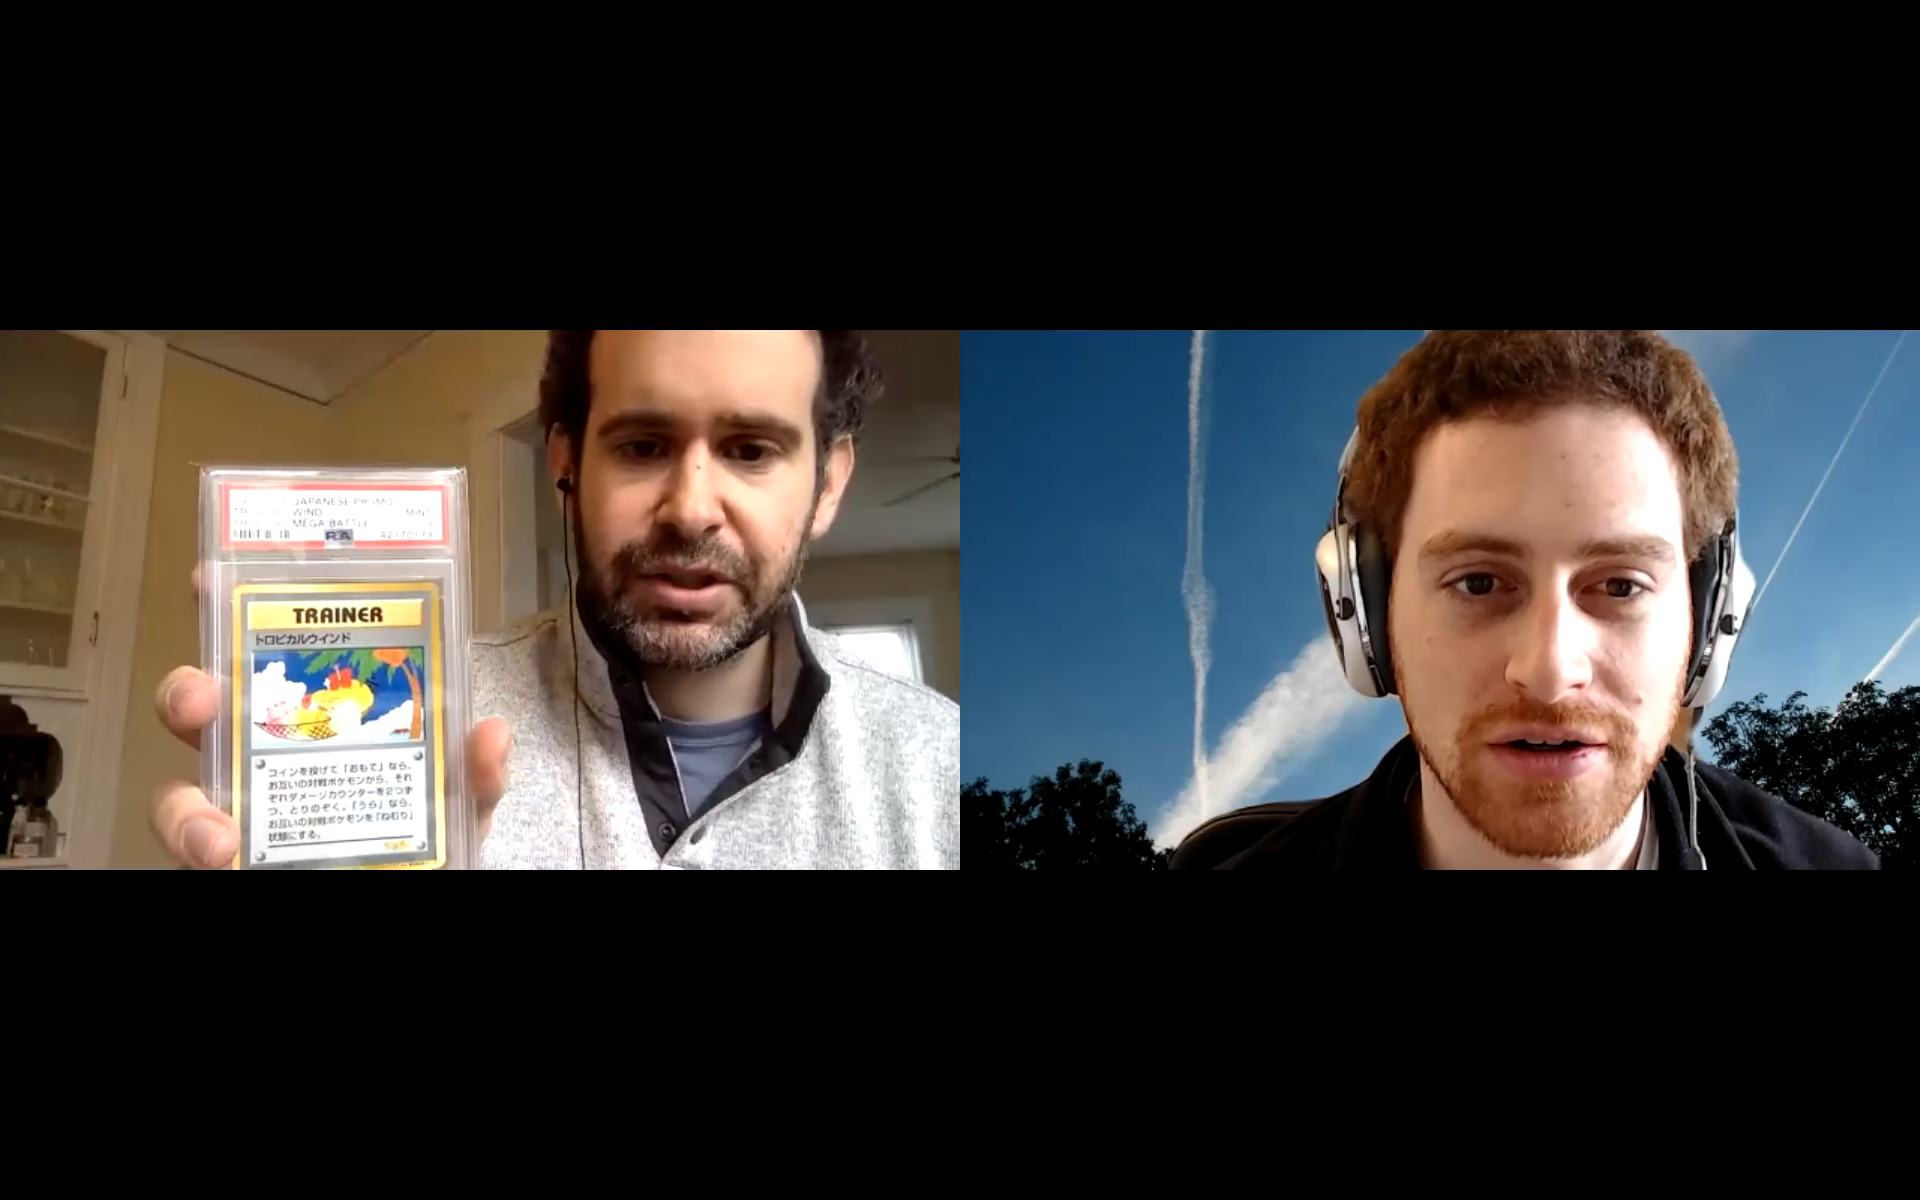 JAPANESE PROMO
WIND MINT
MEGA BATTLE
PSA
TRAINER
トロピカルウインド
コインを投げて「おもて」なら、
お互いの対戦ポケモンから、それ
ぞれダメージカウンターを2つず
つ、とりのぞく。「うら」なら、
お互いの対戦ポケモンを「ねむり」
状態にする。